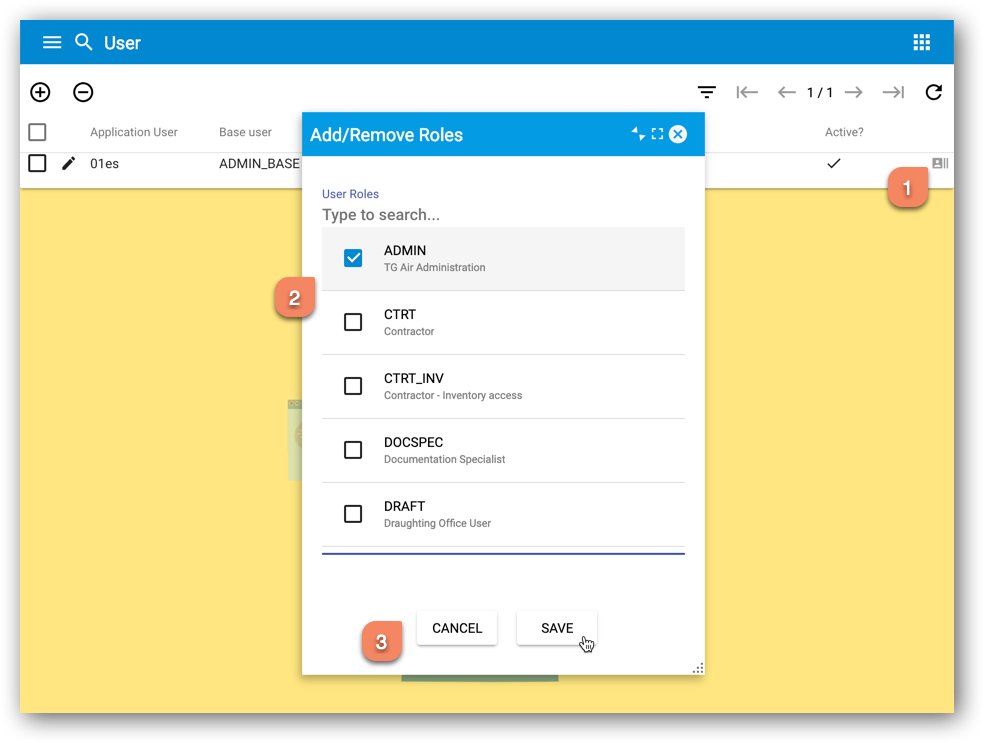 User
1 / 1
Application User
Base user
Active?
01es
ADMIN_BASE
1
Add/Remove Roles
User Roles
Type to search...
ADMIN
TG Air Administration
2
CTRT
Contractor
CTRT_INV
Contractor - Inventory access
DOCSPEC
Documentation Specialist
DRAFT
Draughting Office User
3
CANCEL
SAVE